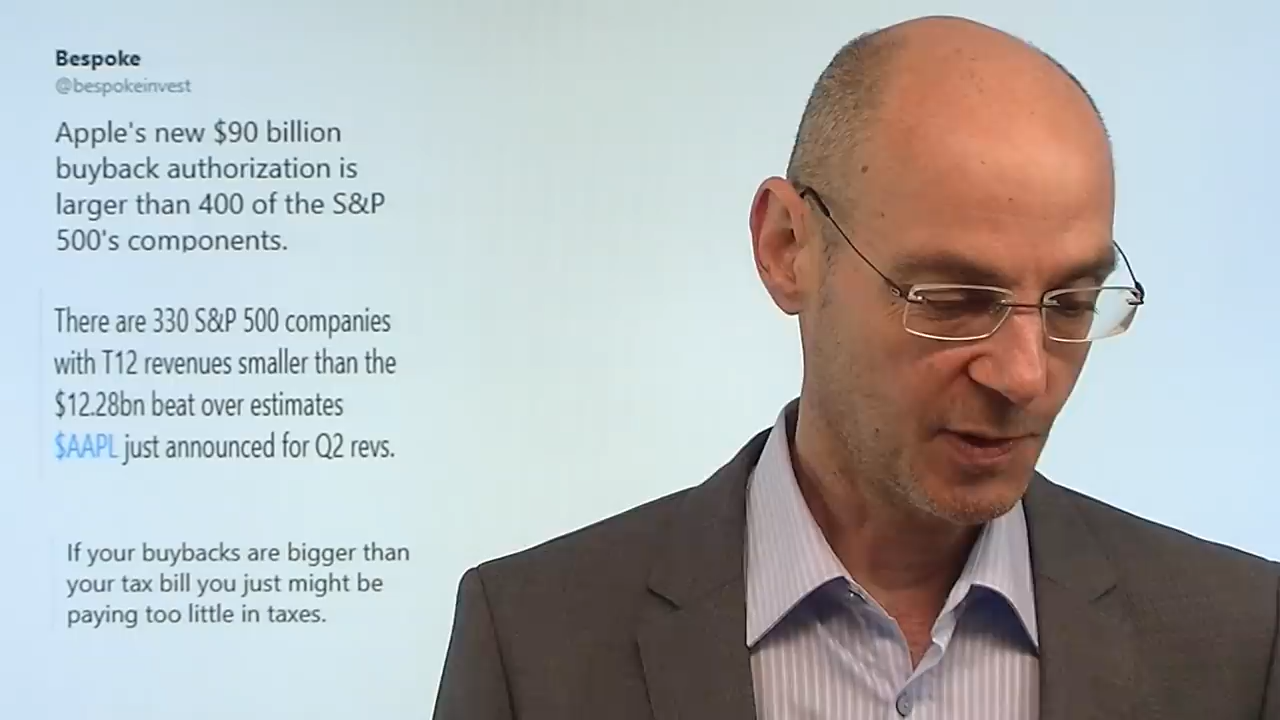 Bespoke
@bespokeinvest
Apple's new $90 billion
buyback authorization is
larger than 400 of the S&P
500's components.
There are 330 S&P 500 companies
with T12 revenues smaller than the
$12.28bn beat over estimates
$AAPL just announced for Q2 revs.
If your buybacks are bigger than
your tax bill you just might be
paying too little in taxes.